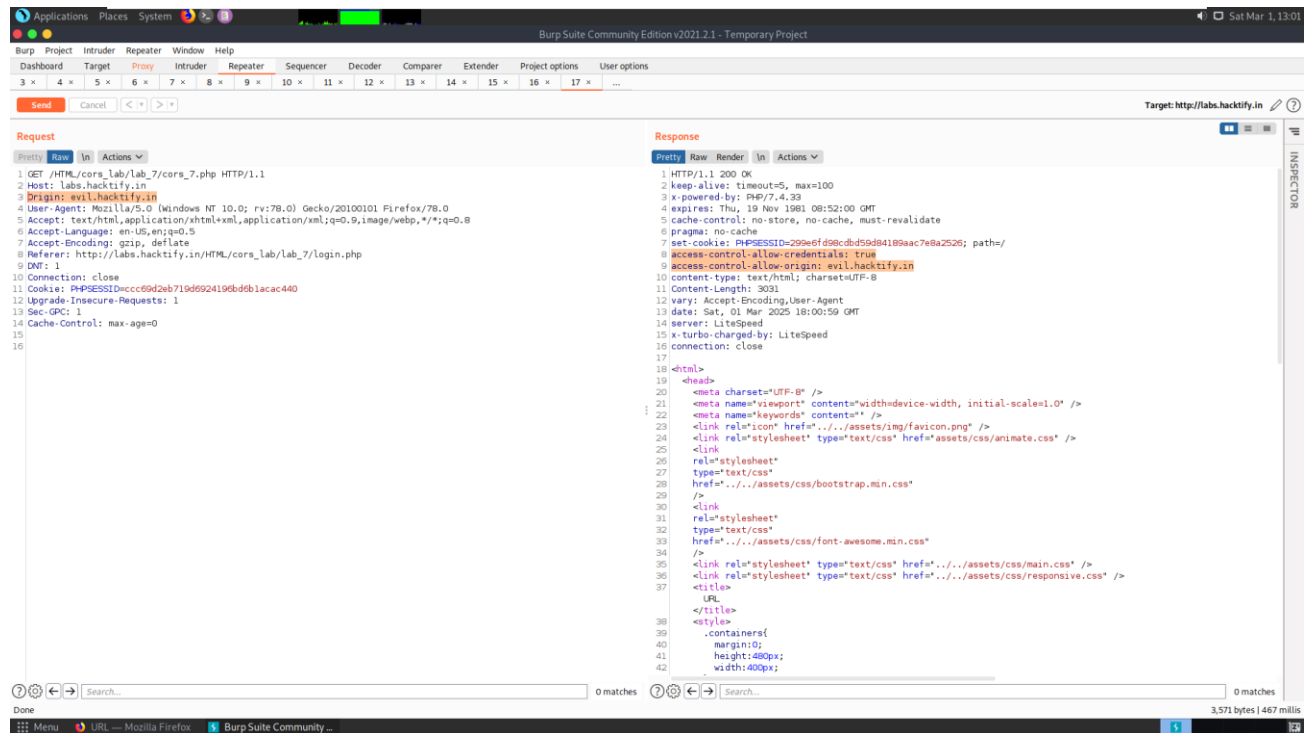 Applications Places System Sat Mar 1, 13:01
Burp Suite Community Edition v2021.2.1 - Temporary Project
Burp Project Intruder Repeater Window Help
Dashboard Target Proxy Intruder Repeater Sequencer Decoder Comparer Extender Project options User options
3 × 4 × 5 × 6 × 7 × 8 × 9 × 10 × 11 × 12 × 13 × 14 × 15 × 16 × 17 × ...
Send Cancel < > Target: http://labs.hacktify.in
Request
Pretty Raw \n Actions
1 GET /HTML/cors_lab/lab_7/cors_7.php HTTP/1.1
2 Host: labs.hacktify.in
3 Origin: evil.hacktify.in
4 User-Agent: Mozilla/5.0 (Windows NT 10.0; rv:78.0) Gecko/20100101 Firefox/78.0
5 Accept: text/html,application/xhtml+xml,application/xml;q=0.9,image/webp,*/*;q=0.8
6 Accept-Language: en-US,en;q=0.5
7 Accept-Encoding: gzip, deflate
8 Referer: http://labs.hacktify.in/HTML/cors_lab/lab_7/login.php
9 DNT: 1
10 Connection: close
11 Cookie: PHPSESSID=ccc69d2eb719d6924196bd6b1acac440
12 Upgrade-Insecure-Requests: 1
13 Sec-GPC: 1
14 Cache-Control: max-age=0
15
16
Search... 0 matches
Response
Pretty Raw Render \n Actions
1 HTTP/1.1 200 OK
2 keep-alive: timeout=5, max=100
3 x-powered-by: PHP/7.4.33
4 expires: Thu, 19 Nov 1981 08:52:00 GMT
5 cache-control: no-store, no-cache, must-revalidate
6 pragma: no-cache
7 set-cookie: PHPSESSID=299e6fd98cdbd59d84189aac7e8a2526; path=/
8 access-control-allow-credentials: true
9 access-control-allow-origin: evil.hacktify.in
10 content-type: text/html; charset=UTF-8
11 Content-Length: 3031
12 vary: Accept-Encoding,User-Agent
13 date: Sat, 01 Mar 2025 18:00:59 GMT
14 server: LiteSpeed
15 x-turbo-charged-by: LiteSpeed
16 connection: close
17
18 <html>
19 <head>
20 <meta charset="UTF-8" />
21 <meta name="viewport" content="width=device-width, initial-scale=1.0" />
22 <meta name="keywords" content="" />
23 <link rel="icon" href="../../assets/img/favicon.png" />
24 <link rel="stylesheet" type="text/css" href="assets/css/animate.css" />
25 <link
26 rel="stylesheet"
27 type="text/css"
28 href="../../assets/css/bootstrap.min.css"
29 />
30 <link
31 rel="stylesheet"
32 type="text/css"
33 href="../../assets/css/font-awesome.min.css"
34 />
35 <link rel="stylesheet" type="text/css" href="../../assets/css/main.css" />
36 <link rel="stylesheet" type="text/css" href="../../assets/css/responsive.css" />
37 <title>
URL
</title>
38 <style>
39 .containers{
40 margin:0;
41 height:480px;
42 width:400px;
Search... 0 matches
INSPECTOR
Done 3,571 bytes | 467 millis
Menu URL — Mozilla Firefox Burp Suite Community ...